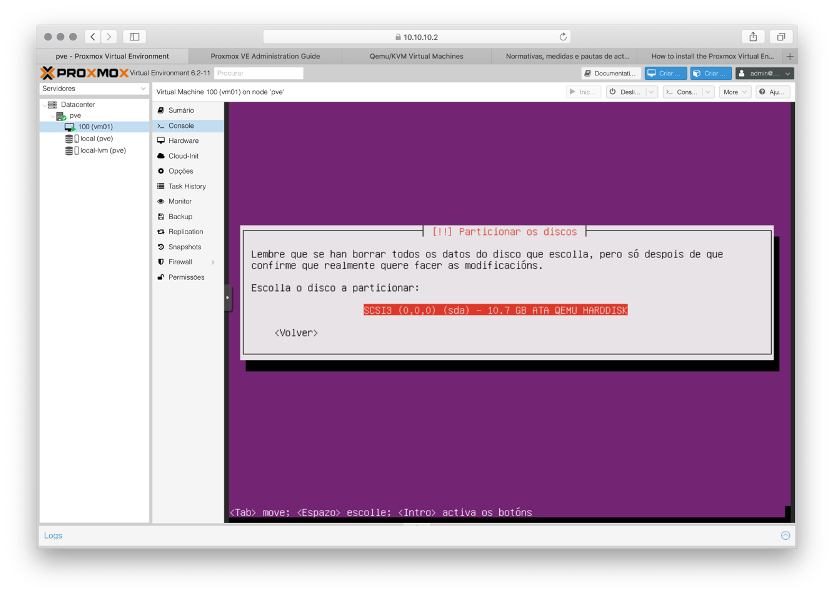 10.10.10.2
pve - Proxmox Virtual Environment
Proxmox VE Administration Guide
Qemu/KVM Virtual Machines
Normativas, medidas e pautas de act...
How to install the Proxmox Virtual En...
PROXMOX Virtual Environment 6.2-11
Procurar
Documentati...
Criar ...
Criar ...
admin@...
Servidores
Virtual Machine 100 (vm01) on node 'pve'
Inic...
Desli...
Cons...
More
Aju...
Datacenter
pve
100 (vm01)
local (pve)
local-lvm (pve)
Sumário
Console
Hardware
Cloud-Init
Opções
Task History
Monitor
Backup
Replication
Snapshots
Firewall
Permissões
[!!] Particionar os discos
Lembre que se han borrar todos os datos do disco que escolla, pero só despois de que
confirme que realmente quere facer as modificacións.
Escolla o disco a particionar:
SCSI3 (0,0,0) (sda) - 10.7 GB ATA QEMU HARDDISK
<Volver>
<Tab> move; <Espazo> escolle; <Intro> activa os botóns
Logs